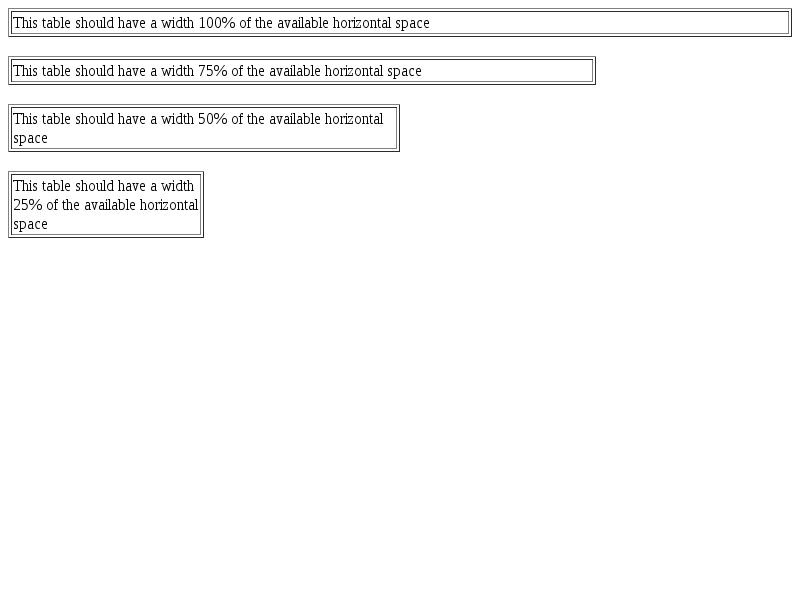 This table should have a width 100% of the available horizontal space
This table should have a width 75% of the available horizontal space
This table should have a width 50% of the available horizontal
space
This table should have a width
25% of the available horizontal
space